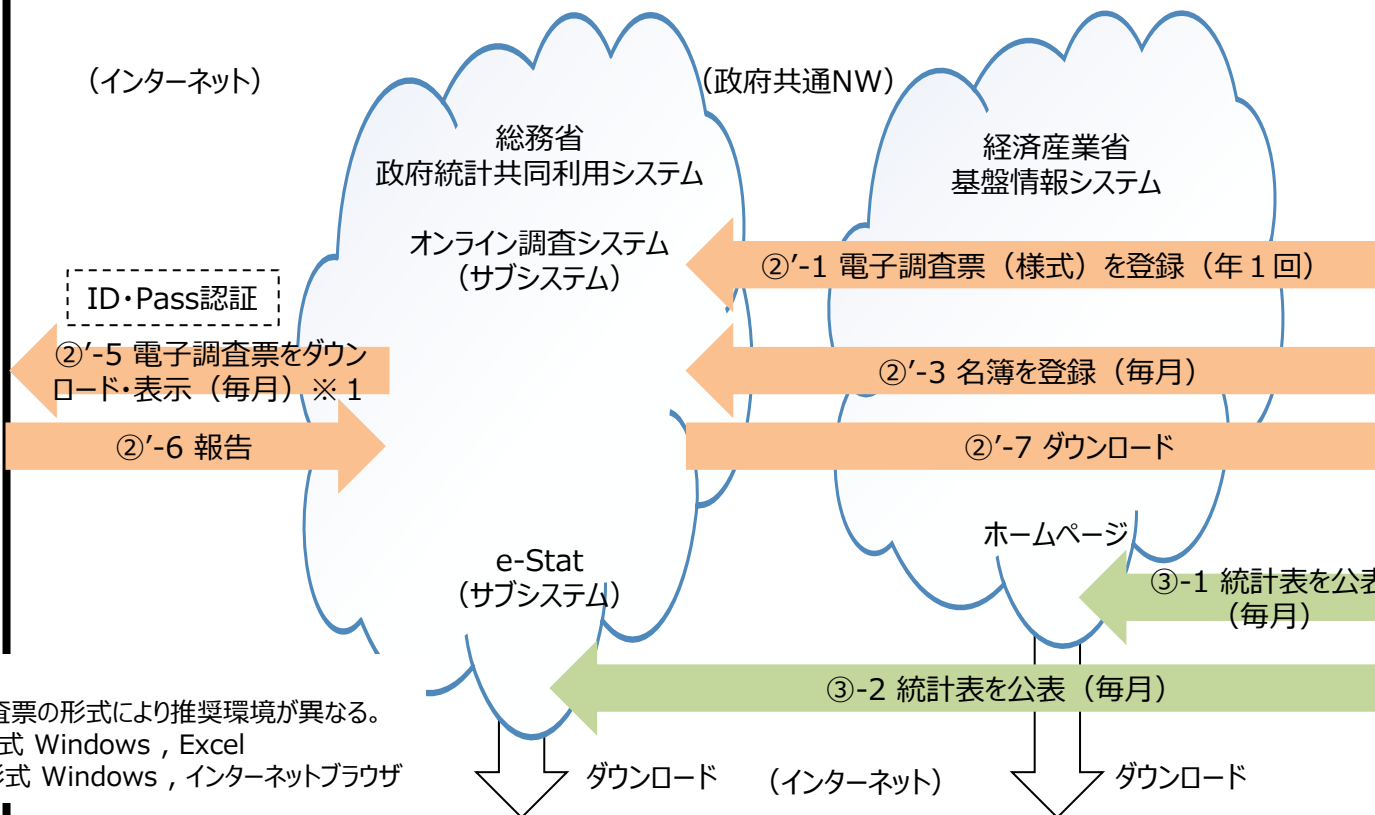 （インターネット）
（政府共通NW）
総務省
政府統計共同利用システム
経済産業省
基盤情報システム
オンライン調査システム
（サブシステム）
②′-1 電子調査票（様式）を登録（年１回）
ID・Pass認証
②′-5 電子調査票をダウン
ロード・表示（毎月）※１
②′-3 名簿を登録（毎月）
②′-6 報告
②′-7 ダウンロード
ホームページ
e-Stat
（サブシステム）
③-1 統計表を公表
（毎月）
③-2 統計表を公表（毎月）
査票の形式により推奨環境が異なる。
式 Windows , Excel
形式 Windows , インターネットブラウザ
ダウンロード
（インターネット）
ダウンロード